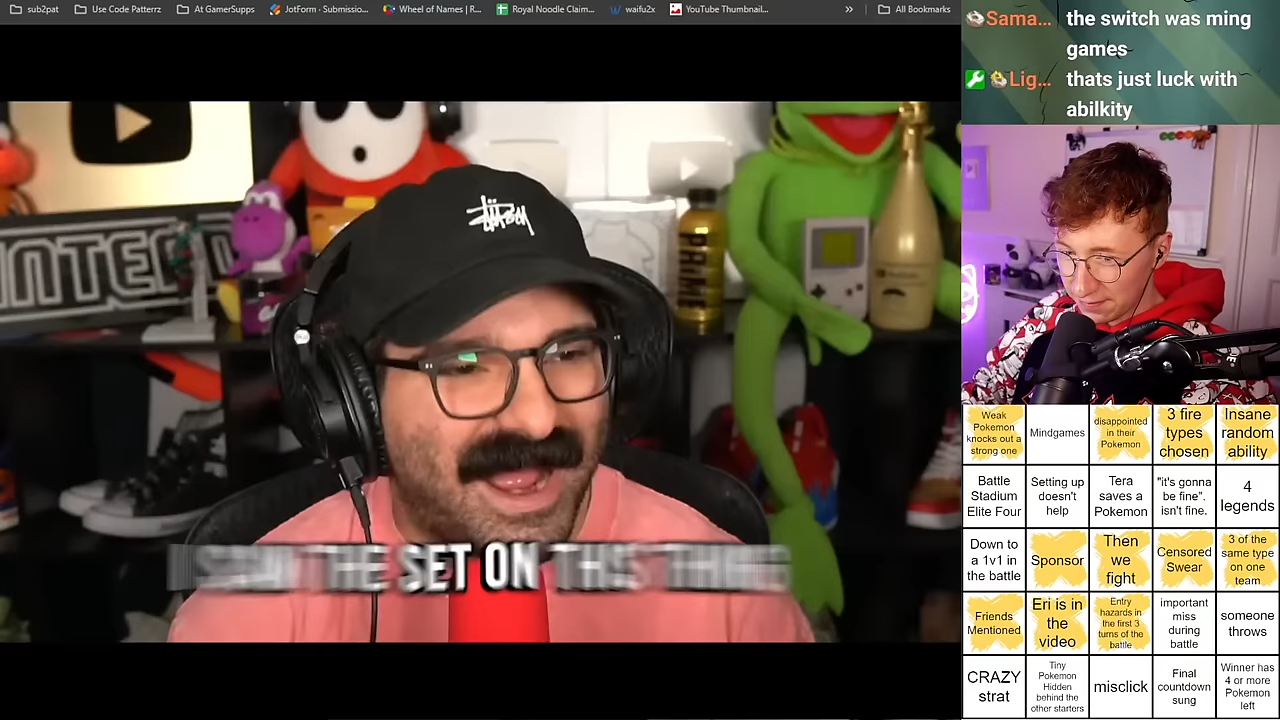 sub2pat
Use Code Patterrz
At GamerSupps
JotForm · Submissio...
Wheel of Names | R...
Royal Noodle Claim...
waifu2x
YouTube Thumbnail...
»
All Bookmarks
Sama... the switch was ming
games
Lig... thats just luck with
abilkity
PRIME
SET ON THIS THING
Weak
Pokemon
knocks out a
strong one
Mindgames
disappointed
in their
Pokemon
3 fire
types
chosen
Insane
random
ability
Battle
Stadium
Elite Four
Setting up
doesn't
help
Tera
saves a
Pokemon
"it's gonna
be fine".
isn't fine.
4
legends
Down to
a 1v1 in
the battle
Sponsor
Then
we
fight
Censored
Swear
3 of the
same type
on one
team
Friends
Mentioned
Eri is in
the
video
Entry
hazards in
the first 3
turns of the
battle
important
miss
during
battle
someone
throws
CRAZY
strat
Tiny
Pokemon
Hidden
behind the
other starters
misclick
Final
countdown
sung
Winner has
4 or more
Pokemon
left